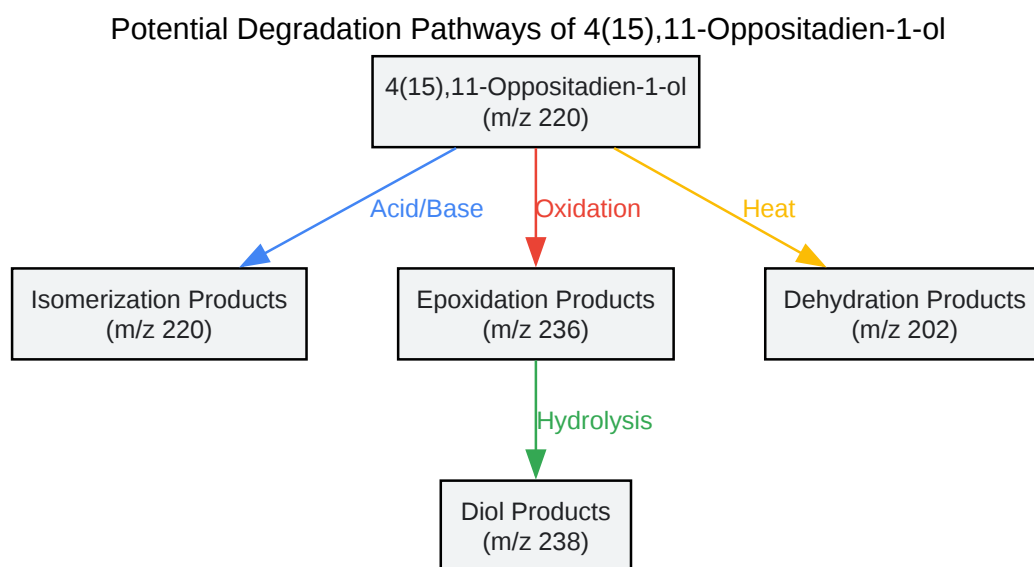 Potential Degradation Pathways of 4(15),11-Oppositadien-1-ol
4(15),11-Oppositadien-1-ol
(m/z 220)
Acid/Base
Oxidation
Heat
Isomerization Products
(m/z 220)
Epoxidation Products
(m/z 236)
Dehydration Products
(m/z 202)
Hydrolysis
Diol Products
(m/z 238)